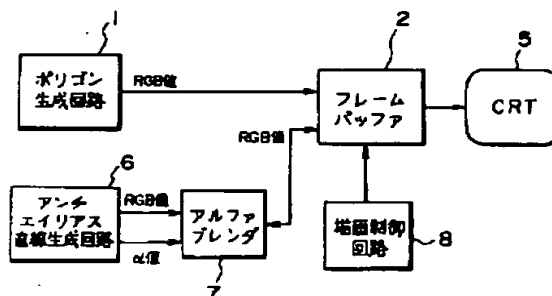 1
ポリゴン
生成回路
RGB値
2
フレーム
バッファ
5
CRT
RGB値
6
アンチ
エイリアス
直線生成回路
RGB値
α値
アルファ
ブレンダ
7
制御
回路
8